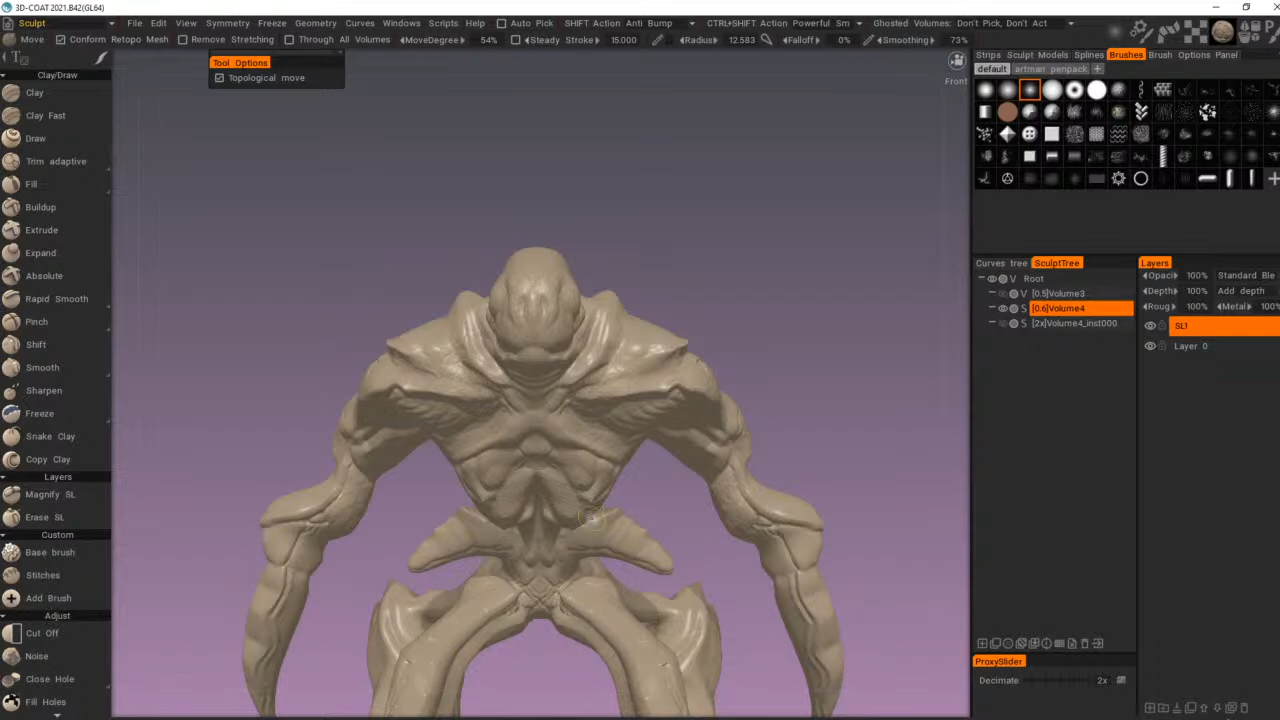 3D-COAT 2021.B42(GL64)
Sculpt File Edit View Symmetry Freeze Geometry Curves Windows Scripts Help Auto Pick SHIFT Action Anti Bump CTRL+SHIFT Action Powerful Sm Ghosted Volumes: Don't Pick, Don't Act
Move Conform Retopo Mesh Remove Stretching Through All Volumes MoveDegree 54% Steady Stroke 15.000 Radius 12.583 Falloff 0% Smoothing 73%
Tool Options
Topological move
Front
Strips Sculpt Models Splines Brushes Brush Options Panel
default artman penpack +
Clay/Draw
Clay
Clay Fast
Draw
Trim adaptive
Fill
Buildup
Extrude
Expand
Absolute
Rapid Smooth
Pinch
Shift
Smooth
Sharpen
Freeze
Snake Clay
Copy Clay
Layers
Magnify SL
Erase SL
Custom
Base brush
Stitches
Add Brush
Adjust
Cut Off
Noise
Close Hole
Fill Holes
Curves tree SculptTree
V Root
V [0.5]Volume3
S [0.6]Volume4
S [2x]Volume4_inst000
Layers
Opaci 100% Standard Ble
Depth 100% Add depth
Roug 100% Metal 100%
SL1
Layer 0
ProxySlider
Decimate 2x